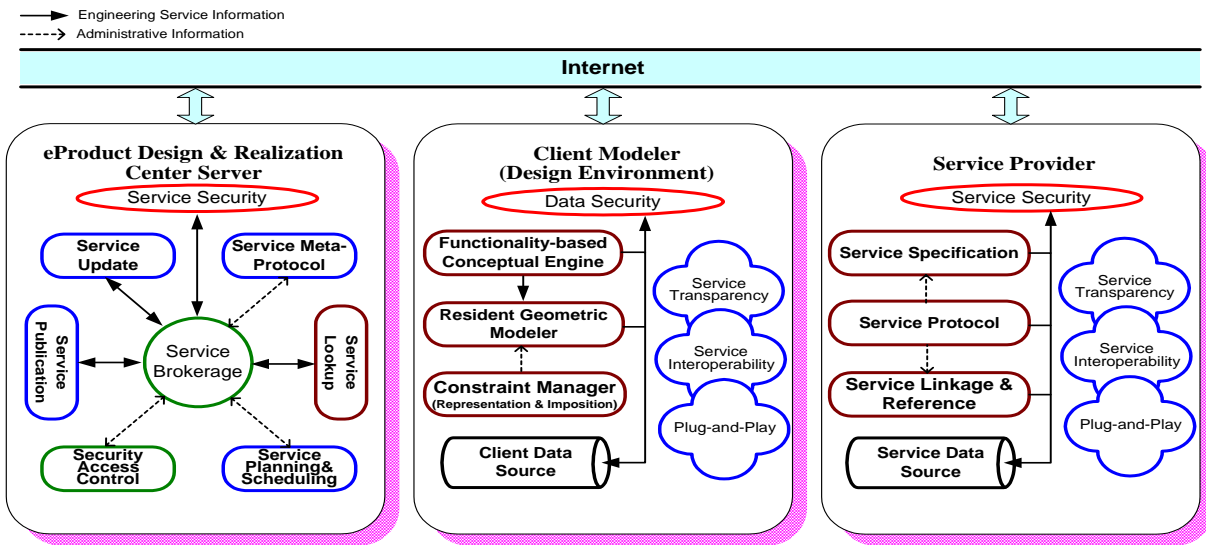 Engineering Service Information
Administrative Information
Internet
eProduct Design & Realization
Center Server
Service Security
Service
Update
Service Meta-
Protocol
Service
Publication
Service
Brokerage
Service
Lookup
Security
Access
Control
Service
Planning&
Scheduling
Client Modeler
(Design Environment)
Data Security
Functionality-based
Conceptual Engine
Resident Geometric
Modeler
Constraint Manager
(Representation & Imposition)
Client Data
Source
Service
Transparency
Service
Interoperability
Plug-and-Play
Service Provider
Service Security
Service Specification
Service Protocol
Service Linkage &
Reference
Service Data
Source
Service
Transparency
Service
Interoperability
Plug-and-Play